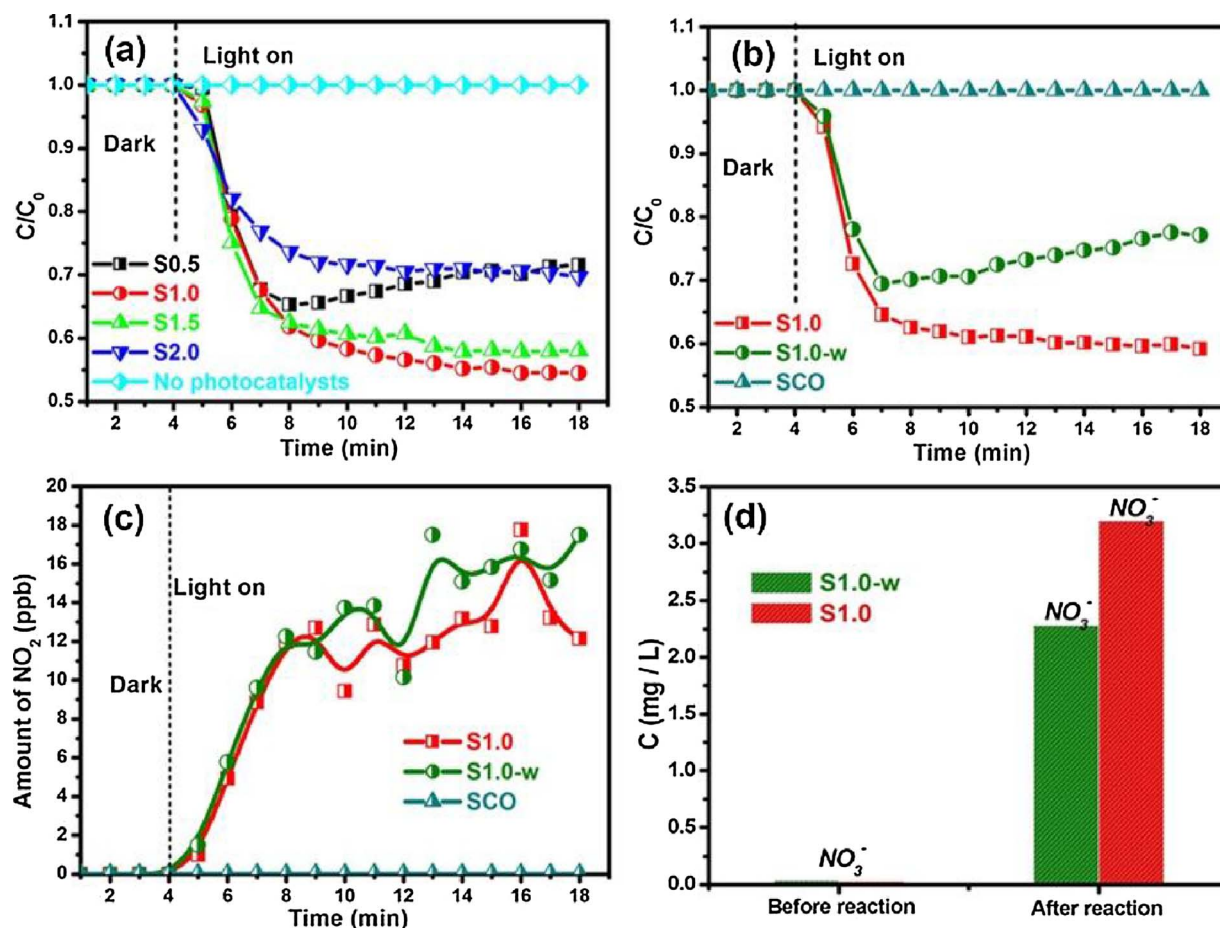 (a)
Light on
Dark
S0.5
S1.0
S1.5
S2.0
No photocatalysts
C/C₀
1.1
1.0
0.9
0.8
0.7
0.6
0.5
2 4 6 8 10 12 14 16 18
Time (min)
(b)
Light on
Dark
S1.0
S1.0-w
SCO
C/C₀
1.1
1.0
0.9
0.8
0.7
0.6
0.5
2 4 6 8 10 12 14 16 18
Time (min)
(c)
Light on
Dark
S1.0
S1.0-w
SCO
Amount of NO₂ (ppb)
20
18
16
14
12
10
8
6
4
2
0
2 4 6 8 10 12 14 16 18
Time (min)
(d)
NO₃⁻
S1.0-w
S1.0
NO₃⁻
NO₃⁻
C (mg / L)
3.5
3.0
2.5
2.0
1.5
1.0
0.5
0.0
Before reaction After reaction